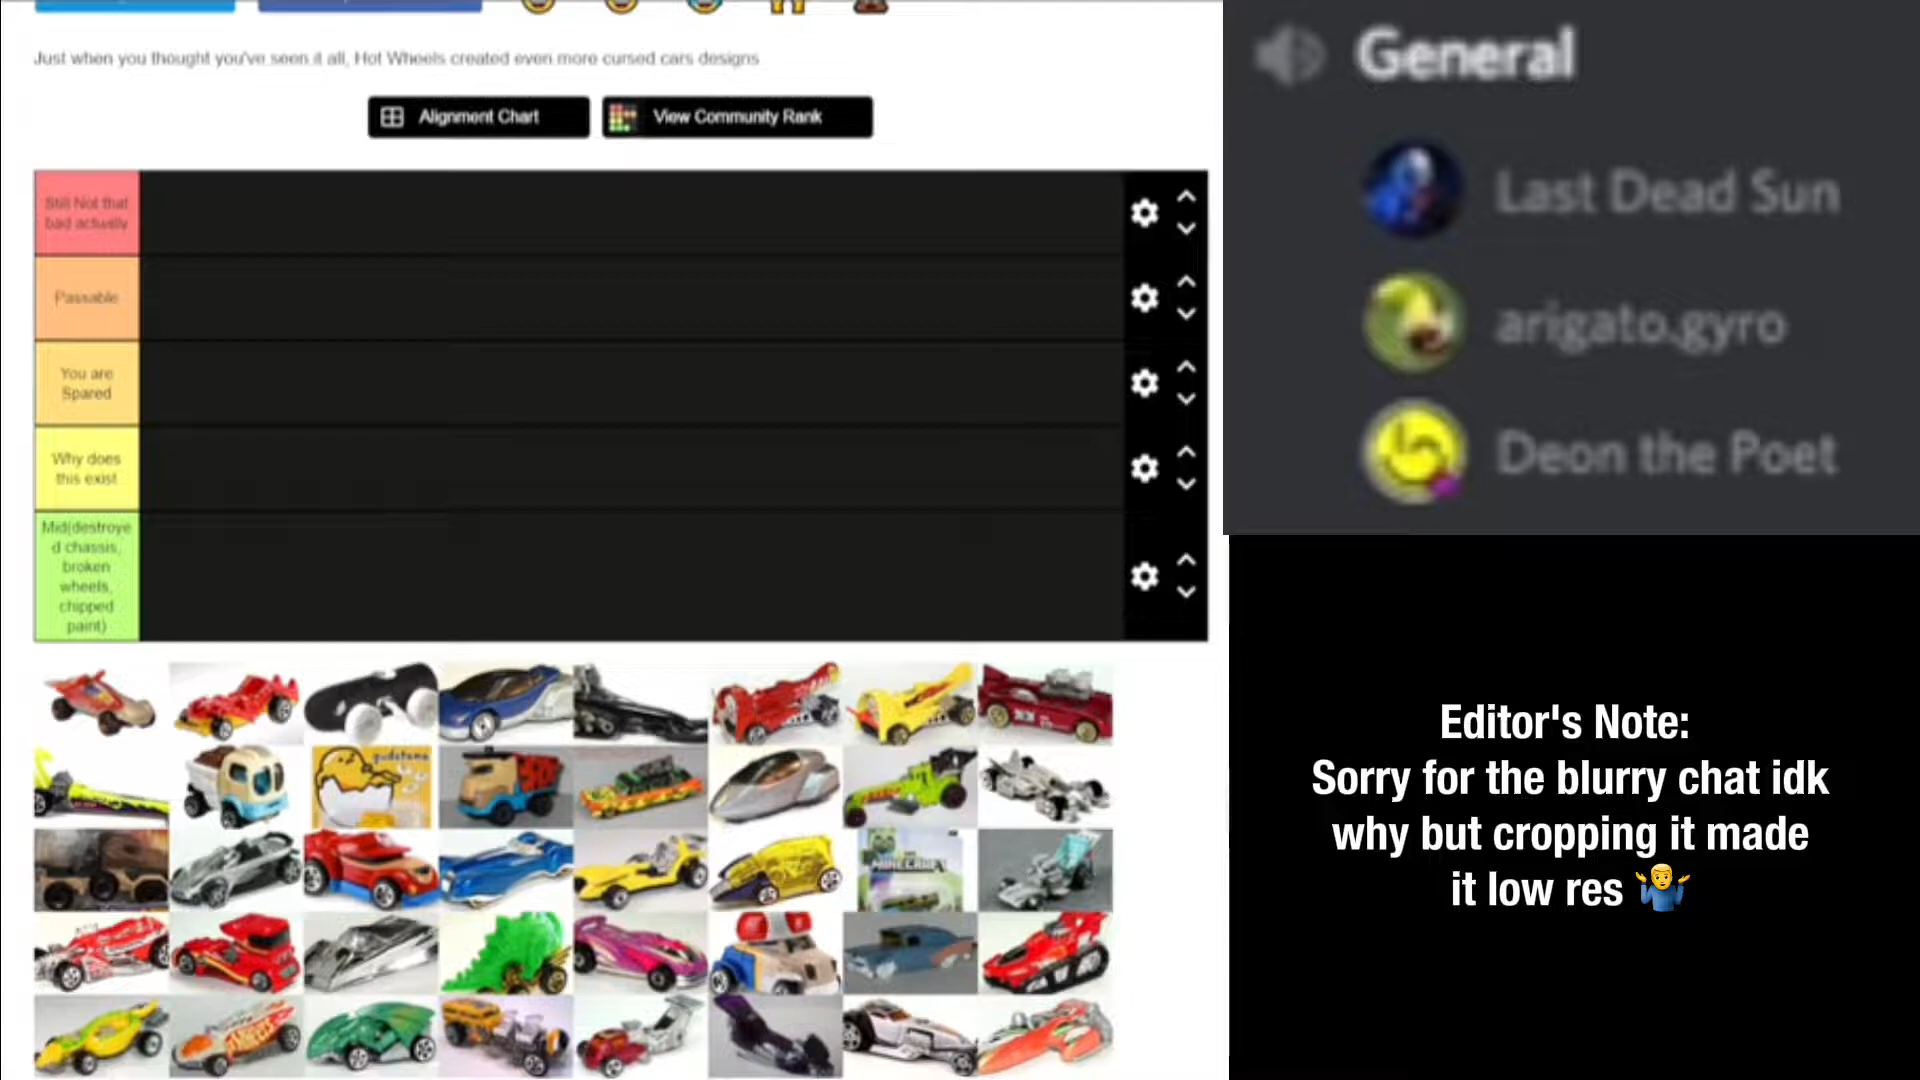 Just when you thought you've seen it all, Hot Wheels created even more cursed cars designs
Alignment Chart
View Community Rank
Still Not that
bad actually
Passable
You are
Spared
Why does
this exist
Mid(destroye
d chassis,
broken
wheels,
chipped
paint)
gudetama
MINECRAFT
General
Last Dead Sun
arigato.gyro
Deon the Poet
Editor's Note:
Sorry for the blurry chat idk
why but cropping it made
it low res 🤷‍♂️